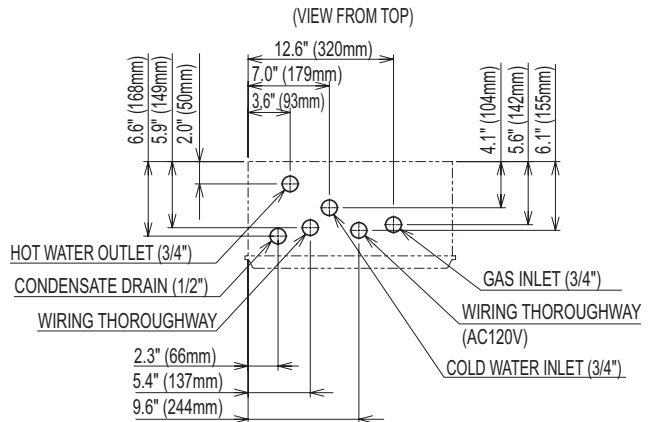 (VIEW FROM TOP)
12.6" (320mm)
7.0" (179mm)
3,6" (93mm)
6.6" (168mm)
5.9" (149mm)
2.0" (50mm)
4.1" (104mm)
5.6" (142mm)
6.1" (155mm)
HOT WATER OUTLET (3/4")
CONDENSATE DRAIN (1/2")
WIRING THOROUGHWAY
GAS INLET (3/4")
WIRING THOROUGHWAY
(AC120V)
COLD WATER INLET (3/4")
2.3" (66mm)
5.4" (137mm)
9.6" (244mm)